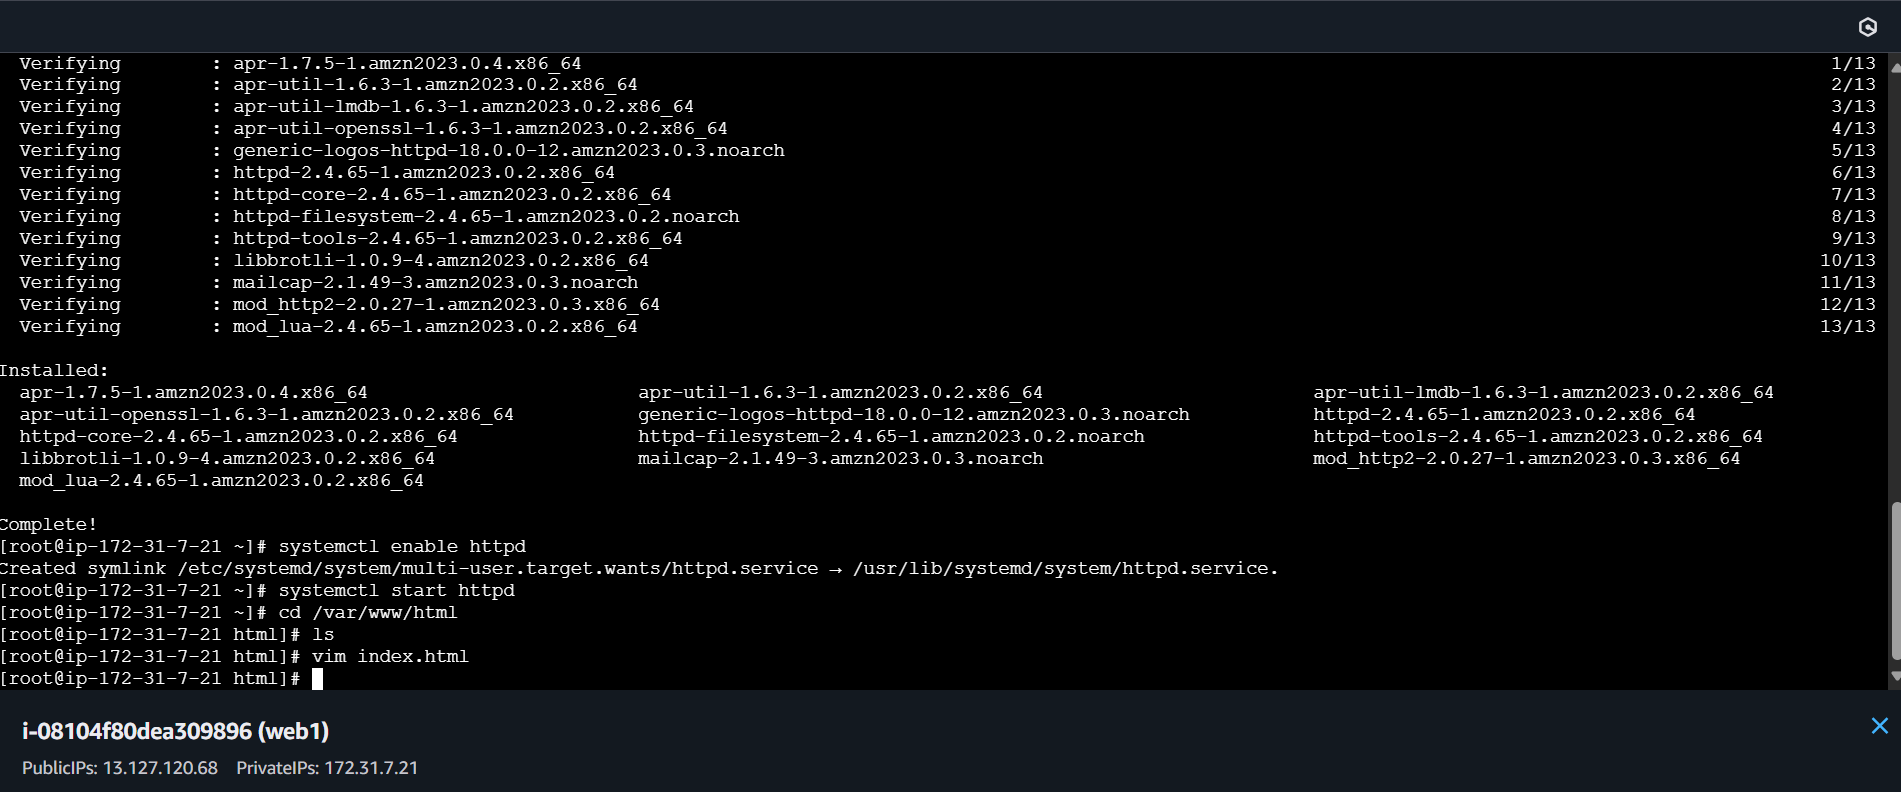 Verifying : apr-1.7.5-1.amzn2023.0.4.x86_64 1/13
Verifying : apr-util-1.6.3-1.amzn2023.0.2.x86_64 2/13
Verifying : apr-util-lmdb-1.6.3-1.amzn2023.0.2.x86_64 3/13
Verifying : apr-util-openssl-1.6.3-1.amzn2023.0.2.x86_64 4/13
Verifying : generic-logos-httpd-18.0.0-12.amzn2023.0.3.noarch 5/13
Verifying : httpd-2.4.65-1.amzn2023.0.2.x86_64 6/13
Verifying : httpd-core-2.4.65-1.amzn2023.0.2.x86_64 7/13
Verifying : httpd-filesystem-2.4.65-1.amzn2023.0.2.noarch 8/13
Verifying : httpd-tools-2.4.65-1.amzn2023.0.2.x86_64 9/13
Verifying : libbrotli-1.0.9-4.amzn2023.0.2.x86_64 10/13
Verifying : mailcap-2.1.49-3.amzn2023.0.3.noarch 11/13
Verifying : mod_http2-2.0.27-1.amzn2023.0.3.x86_64 12/13
Verifying : mod_lua-2.4.65-1.amzn2023.0.2.x86_64 13/13
Installed:
apr-1.7.5-1.amzn2023.0.4.x86_64 apr-util-1.6.3-1.amzn2023.0.2.x86_64 apr-util-lmdb-1.6.3-1.amzn2023.0.2.x86_64
apr-util-openssl-1.6.3-1.amzn2023.0.2.x86_64 generic-logos-httpd-18.0.0-12.amzn2023.0.3.noarch httpd-2.4.65-1.amzn2023.0.2.x86_64
httpd-core-2.4.65-1.amzn2023.0.2.x86_64 httpd-filesystem-2.4.65-1.amzn2023.0.2.noarch httpd-tools-2.4.65-1.amzn2023.0.2.x86_64
libbrotli-1.0.9-4.amzn2023.0.2.x86_64 mailcap-2.1.49-3.amzn2023.0.3.noarch mod_http2-2.0.27-1.amzn2023.0.3.x86_64
mod_lua-2.4.65-1.amzn2023.0.2.x86_64
Complete!
[root@ip-172-31-7-21 ~]# systemctl enable httpd
Created symlink /etc/systemd/system/multi-user.target.wants/httpd.service → /usr/lib/systemd/system/httpd.service.
[root@ip-172-31-7-21 ~]# systemctl start httpd
[root@ip-172-31-7-21 ~]# cd /var/www/html
[root@ip-172-31-7-21 html]# ls
[root@ip-172-31-7-21 html]# vim index.html
[root@ip-172-31-7-21 html]#
i-08104f80dea309896 (web1)
PublicIPs: 13.127.120.68 PrivateIPs: 172.31.7.21